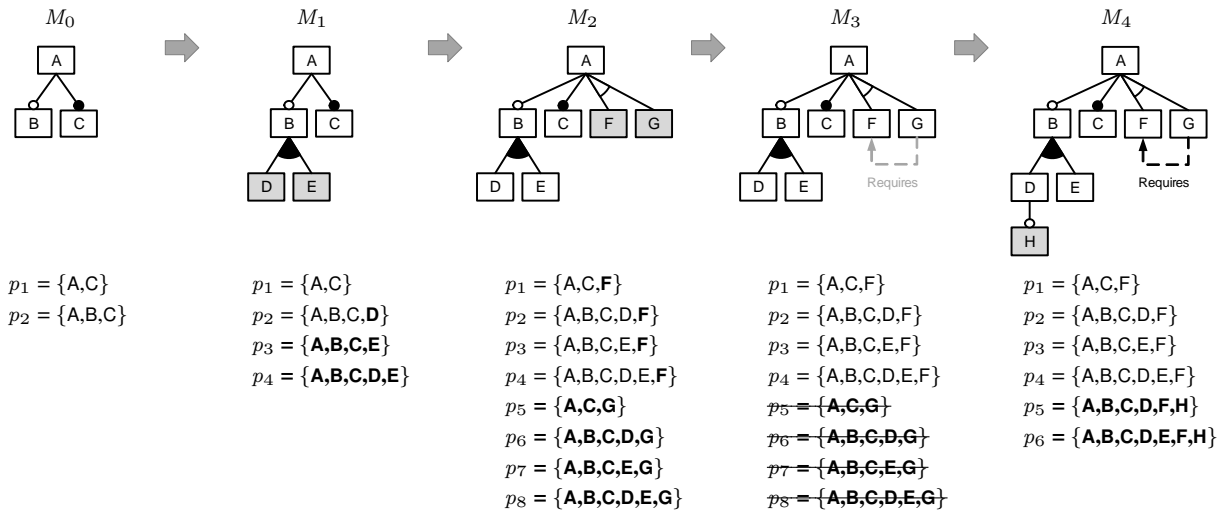 M0 M1 M2 M3 M4
A A A A A
B C B C B C F G B C F G B C F G
D E D E D E D E
Requires Requires
H
p1 = {A,C} p1 = {A,C} p1 = {A,C,F} p1 = {A,C,F} p1 = {A,C,F}
p2 = {A,B,C} p2 = {A,B,C,D} p2 = {A,B,C,D,F} p2 = {A,B,C,D,F} p2 = {A,B,C,D,F}
p3 = {A,B,C,E} p3 = {A,B,C,E,F} p3 = {A,B,C,E,F} p3 = {A,B,C,E,F}
p4 = {A,B,C,D,E} p4 = {A,B,C,D,E,F} p4 = {A,B,C,D,E,F} p4 = {A,B,C,D,E,F}
p5 = {A,C,G} p5 = {A,C,G} p5 = {A,B,C,D,F,H}
p6 = {A,B,C,D,G} p6 = {A,B,C,D,G} p6 = {A,B,C,D,E,F,H}
p7 = {A,B,C,E,G} p7 = {A,B,C,E,G}
p8 = {A,B,C,D,E,G} p8 = {A,B,C,D,E,G}